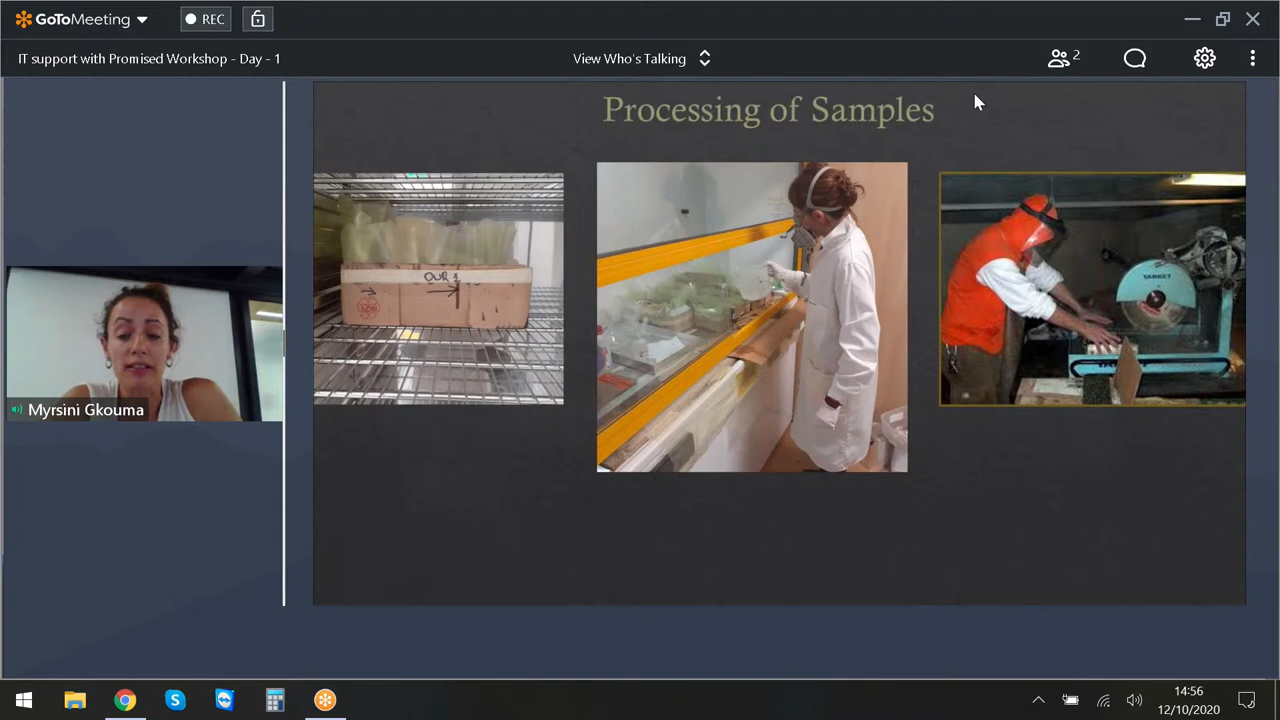 GoToMeeting
REC
IT support with Promised Workshop - Day - 1
View Who's Talking
2
Processing of Samples
OUR 1
TARGET
Myrsini Gkouma
14:56
12/10/2020